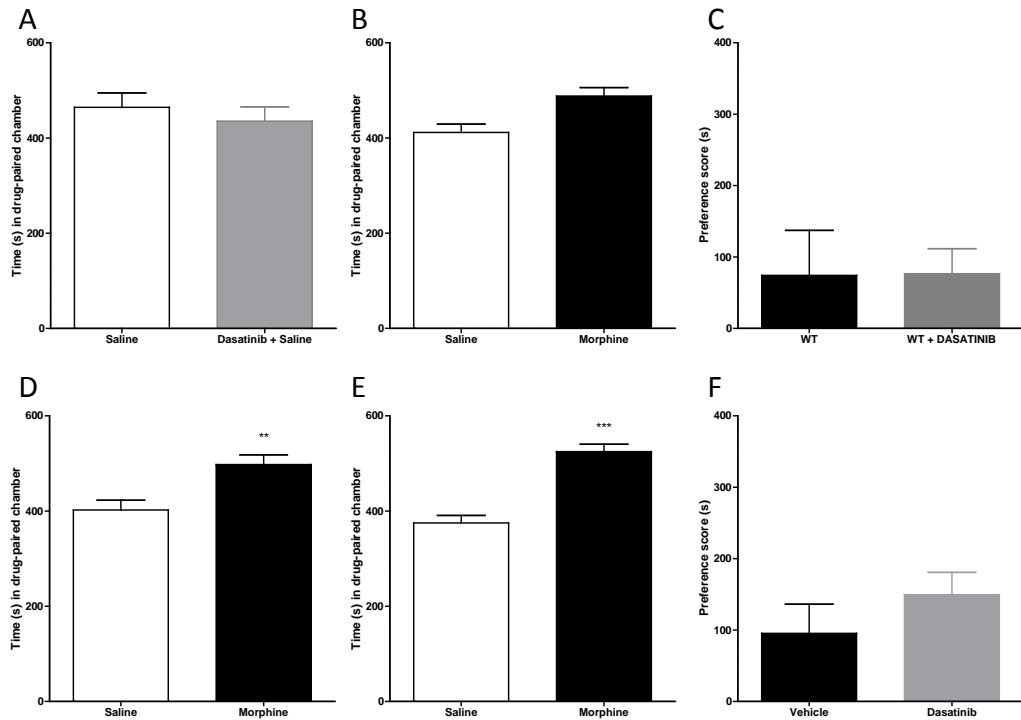 A
Time (s) in drug-paired chamber
600
400
200
0
Saline
Dasatinib + Saline
B
Time (s) in drug-paired chamber
600
400
200
0
Saline
Morphine
C
Preference score (s)
400
300
200
100
0
WT
WT + DASATINIB
D
Time (s) in drug-paired chamber
600
400
200
0
**
Saline
Morphine
E
Time (s) in drug-paired chamber
600
400
200
0
***
Saline
Morphine
F
Preference score (s)
400
300
200
100
0
Vehicle
Dasatinib